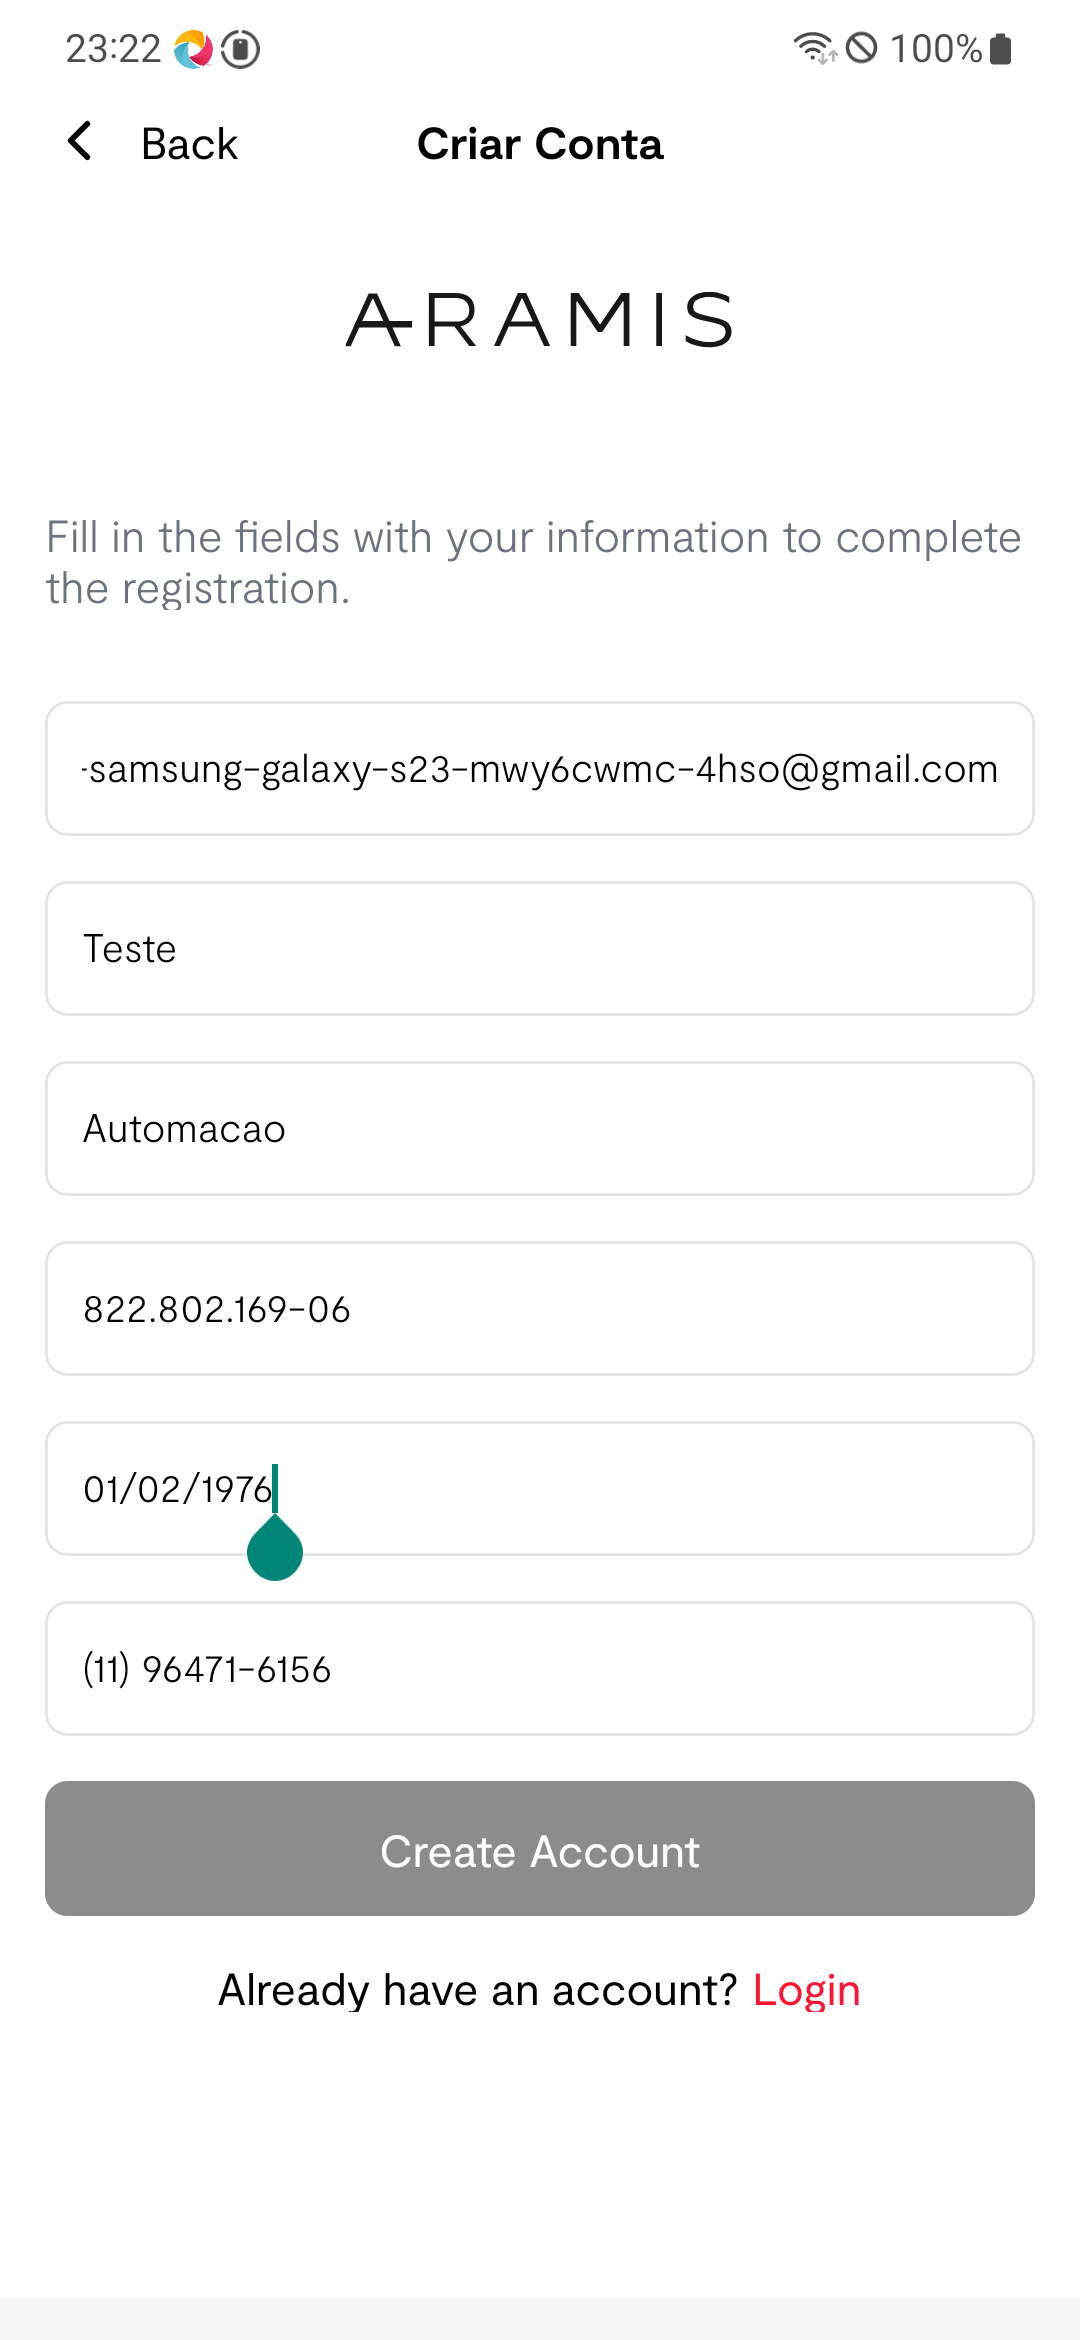 23:22
100%
Back
Criar Conta
ARAMIS
Fill in the fields with your information to complete
the registration.
-samsung-galaxy-s23-mwy6cwmc-4hso@gmail.com
Teste
Automacao
822.802.169-06
01/02/1976
(11) 96471-6156
Create Account
Already have an account? Login